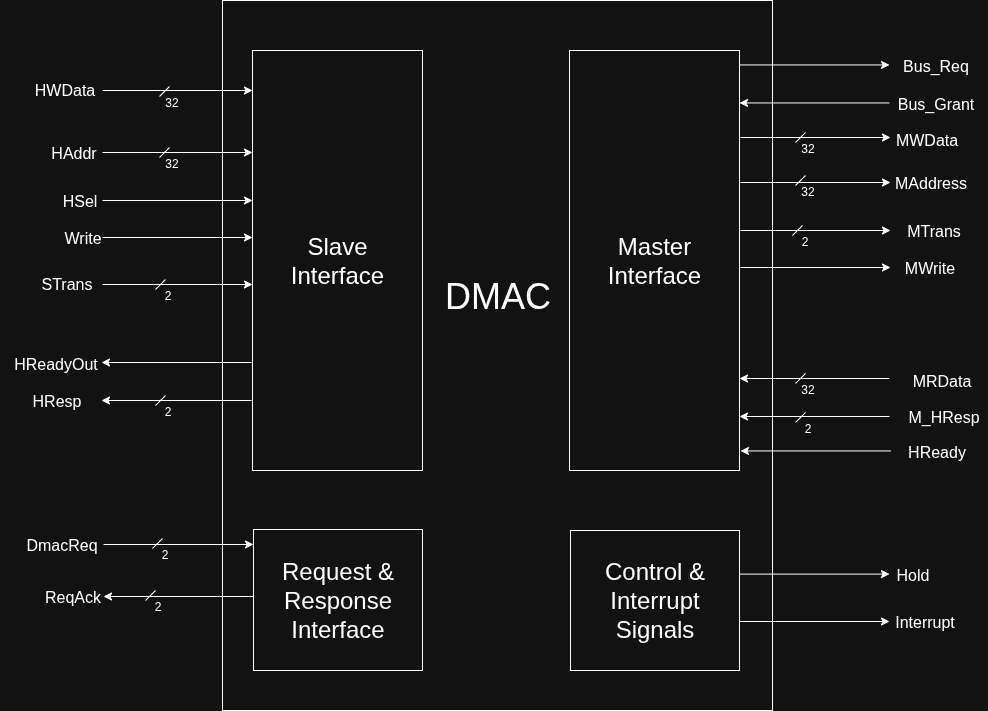 HWData
32
HAddr
32
HSel
Write
STrans
2
HReadyOut
HResp
2
Slave
Interface
DMAC
Master
Interface
Bus_Req
Bus_Grant
MWData
32
MAddress
32
MTrans
2
MWrite
MRData
32
M_HResp
2
HReady
DmacReq
2
ReqAck
2
Request &
Response
Interface
Control &
Interrupt
Signals
Hold
Interrupt